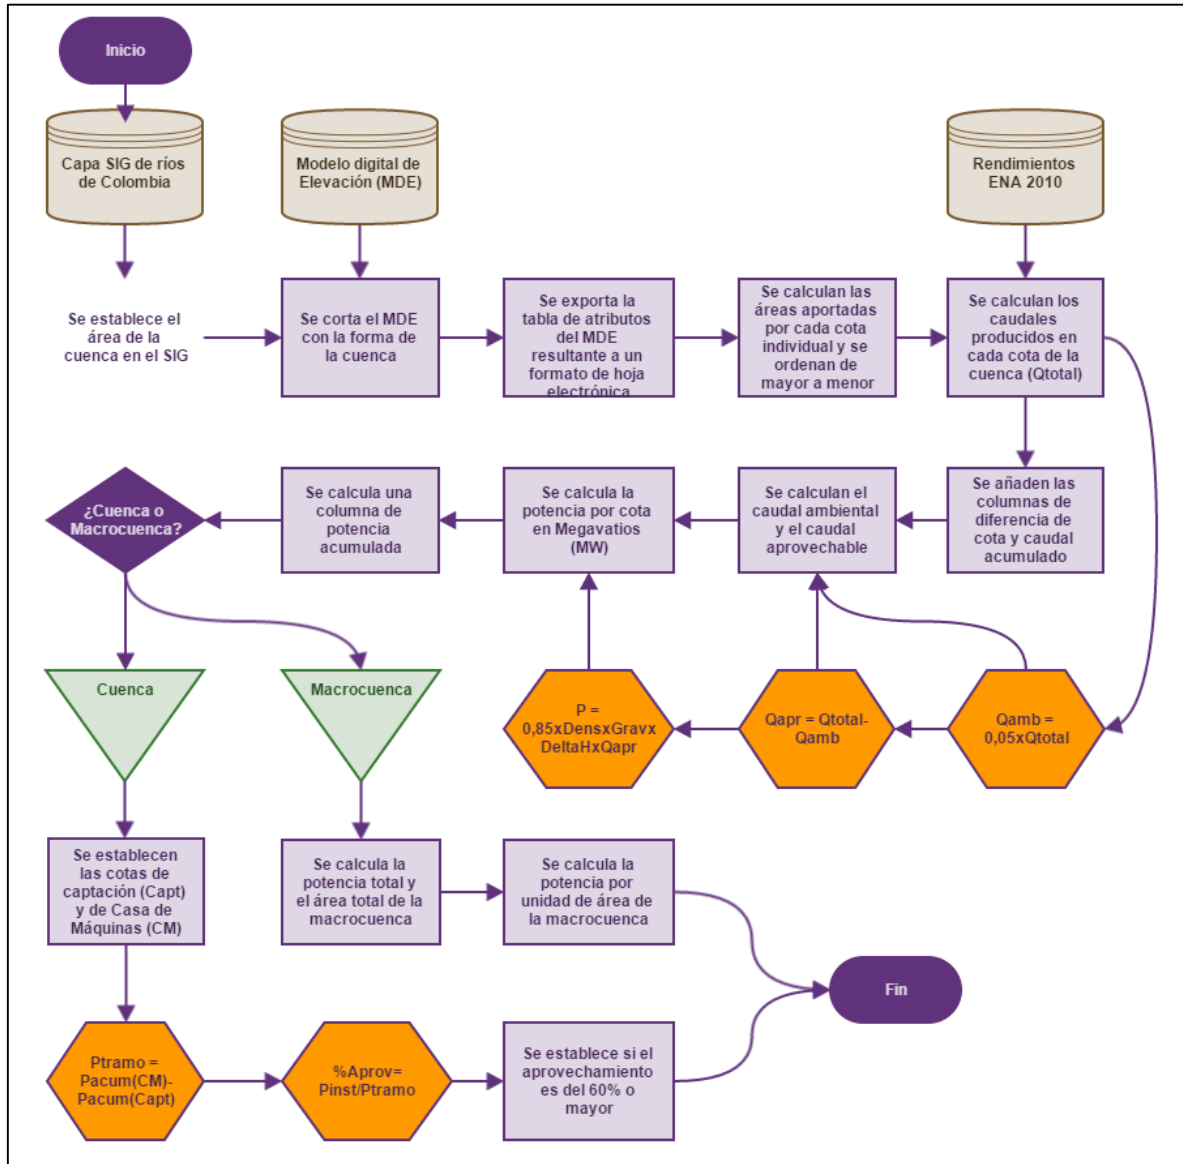 Inicio
Capa SIG de ríos
de Colombia
Modelo digital de
Elevación (MDE)
Rendimientos
ENA 2010
Se establece el
área de la
cuenca en el SIG
Se corta el MDE
con la forma de
la cuenca
Se exporta la
tabla de atributos
del MDE
resultante a un
formato de hoja
electrónica
Se calculan las
áreas aportadas
por cada cota
individual y se
ordenan de
mayor a menor
Se calculan los
caudales
producidos en
cada cota de la
cuenca (Qtotal)
¿Cuenca o
Macrocuenca?
Se calcula una
columna de
potencia
acumulada
Se calcula la
potencia por cota
en Megavatios
(MW)
Se calculan el
caudal ambiental
y el caudal
aprovechable
Se añaden las
columnas de
diferencia de
cota y caudal
acumulado
Cuenca
Macrocuenca
P =
0,85xDensxGravx
DeltaHxQapr
Qapr = Qtotal-
Qamb
Qamb =
0,05xQtotal
Se establecen
las cotas de
captación (Capt)
y de Casa de
Máquinas (CM)
Se calcula la
potencia total y
el área total de la
macrocuenca
Se calcula la
potencia por
unidad de área de
la macrocuenca
Fin
Ptramo =
Pacum(CM)-
Pacum(Capt)
%Aprov=
Pinst/Ptramo
Se establece si el
aprovechamiento
es del 60% o
mayor